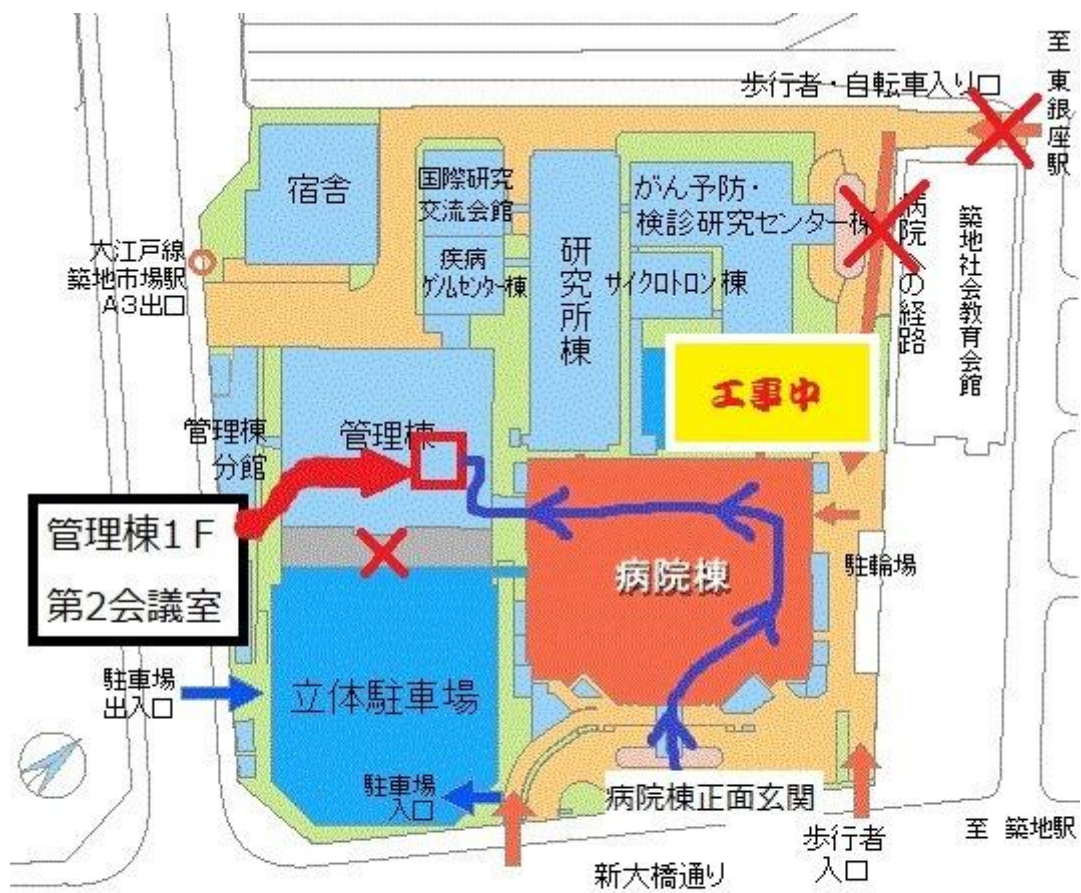 至
東銀座駅
歩行者・自転車入り口
宿舎
国際研究
交流会館
がん予防・
検診研究センター棟
病院への経路
築地社会教育会館
大江戸線
築地市場駅
A3出口
疾病
ゲノムセンター棟
研究所棟
サイクロトロン棟
工事中
管理棟
管理棟
分館
管理棟1F
第2会議室
病院棟
駐輪場
駐車場
出入口
立体駐車場
駐車場
入口
病院棟正面玄関
歩行者
入口
至 築地駅
新大橋通り